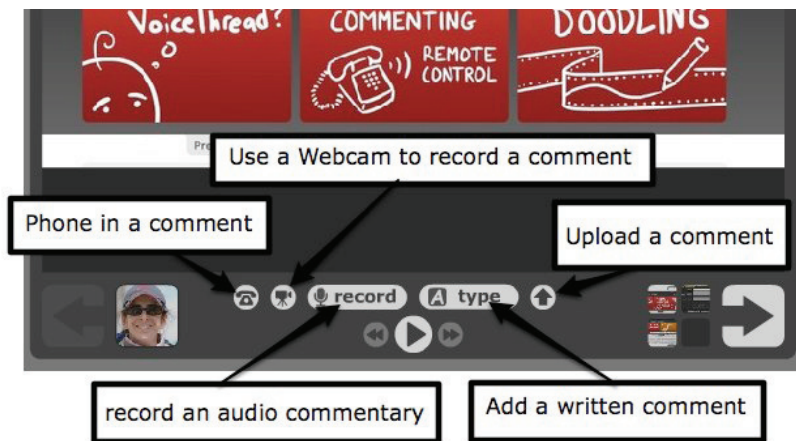 VoiceThread?
COMMENTING
REMOTE
CONTROL
DOODLING
Pre
Use a Webcam to record a comment
Phone in a comment
Upload a comment
record
A type
record an audio commentary
Add a written comment